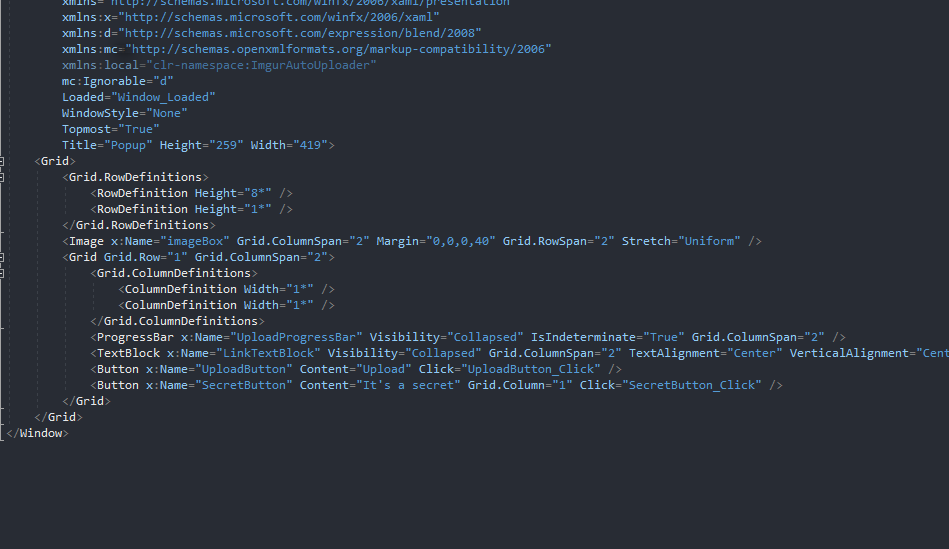 xmlns="http://schemas.microsoft.com/winfx/2006/xaml/presentation"
xmlns:x="http://schemas.microsoft.com/winfx/2006/xaml"
xmlns:d="http://schemas.microsoft.com/expression/blend/2008"
xmlns:mc="http://schemas.openxmlformats.org/markup-compatibility/2006"
xmlns:local="clr-namespace:ImgurAutoUploader"
mc:Ignorable="d"
Loaded="Window_Loaded"
WindowStyle="None"
Topmost="True"
Title="Popup" Height="259" Width="419">
<Grid>
<Grid.RowDefinitions>
<RowDefinition Height="8*" />
<RowDefinition Height="1*" />
</Grid.RowDefinitions>
<Image x:Name="imageBox" Grid.ColumnSpan="2" Margin="0,0,0,40" Grid.RowSpan="2" Stretch="Uniform" />
<Grid Grid.Row="1" Grid.ColumnSpan="2">
<Grid.ColumnDefinitions>
<ColumnDefinition Width="1*" />
<ColumnDefinition Width="1*" />
</Grid.ColumnDefinitions>
<ProgressBar x:Name="UploadProgressBar" Visibility="Collapsed" IsIndeterminate="True" Grid.ColumnSpan="2" />
<TextBlock x:Name="LinkTextBlock" Visibility="Collapsed" Grid.ColumnSpan="2" TextAlignment="Center" VerticalAlignment="Cent
<Button x:Name="UploadButton" Content="Upload" Click="UploadButton_Click" />
<Button x:Name="SecretButton" Content="It's a secret" Grid.Column="1" Click="SecretButton_Click" />
</Grid>
</Grid>
</Window>